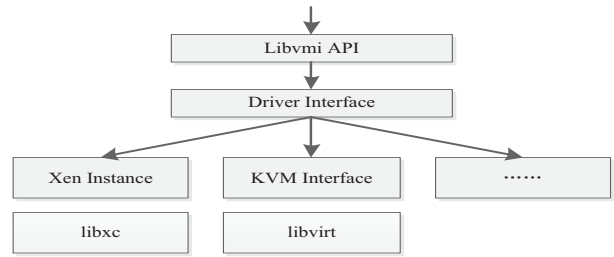 Libvmi API
Driver Interface
Xen Instance KVM Interface ……
libxc libvirt